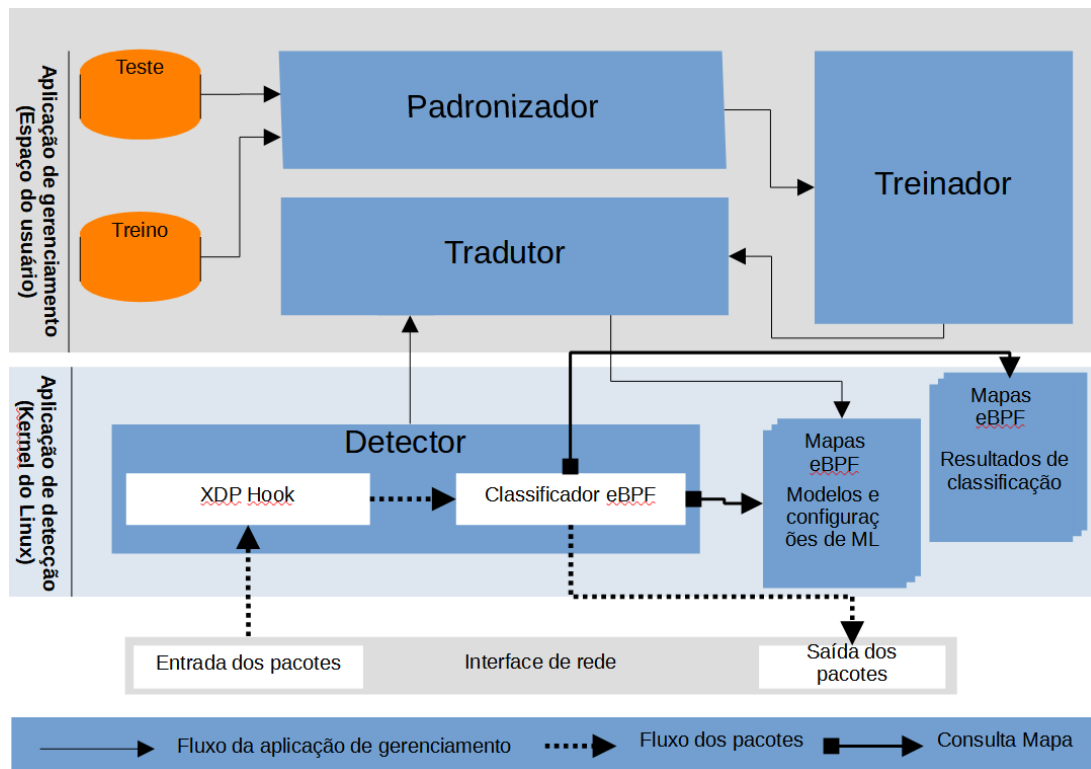 Aplicação de gerenciamento
(Espaço do usuário)
Teste
Treino
Padronizador
Tradutor
Treinador
Aplicação de detecção
(Kernel do Linux)
Detector
XDP Hook
Classificador eBPF
Mapas
eBPF
Modelos e
configuraç
ões de ML
Mapas
eBPF
Resultados de
classificação
Entrada dos pacotes
Interface de rede
Saída dos
pacotes
Fluxo da aplicação de gerenciamento
Fluxo dos pacotes
Consulta Mapa